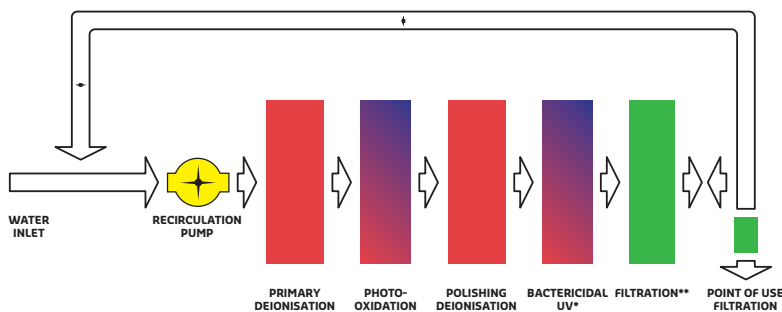 WATER
INLET
RECIRCULATION
PUMP
PRIMARY
DEIONISATION
PHOTO-
OXIDATION
POLISHING
DEIONISATION
BACTERICIDAL
UV*
FILTRATION**
POINT OF USE
FILTRATION